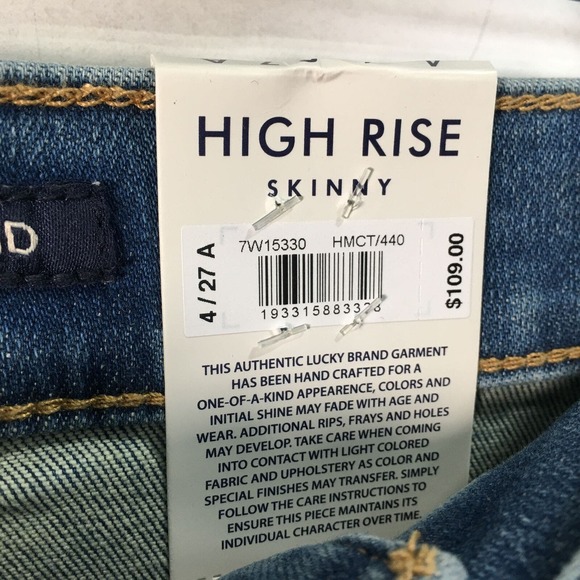 HIGH RISE
SKINNY
7W15330 HMCT/440
4 / 27 A
$109.00
193315883328
THIS AUTHENTIC LUCKY BRAND GARMENT
HAS BEEN HAND CRAFTED FOR A
ONE-OF-A-KIND APPEARENCE, COLORS AND
INITIAL SHINE MAY FADE WITH AGE AND
WEAR. ADDITIONAL RIPS, FRAYS AND HOLES
MAY DEVELOP. TAKE CARE WHEN COMING
INTO CONTACT WITH LIGHT COLORED
FABRIC AND UPHOLSTERY AS COLOR AND
SPECIAL FINISHES MAY TRANSFER. SIMPLY
FOLLOW THE CARE INSTRUCTIONS TO
ENSURE THIS PIECE MAINTAINS ITS
INDIVIDUAL CHARACTER OVER TIME.